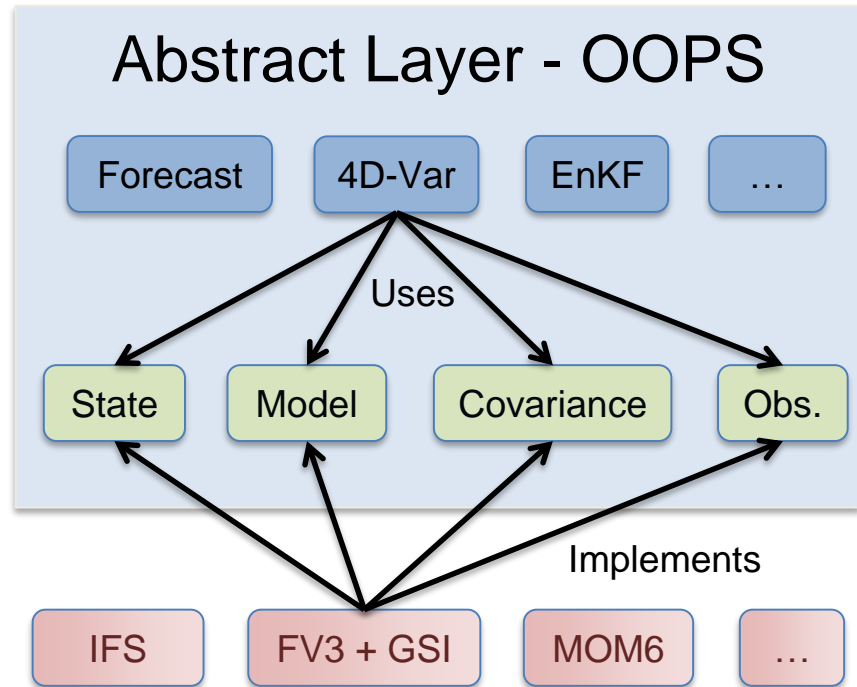 Abstract Layer - OOPS
Forecast
4D-Var
EnKF
…
Uses
State
Model
Covariance
Obs.
Implements
IFS
FV3 + GSI
MOM6
…